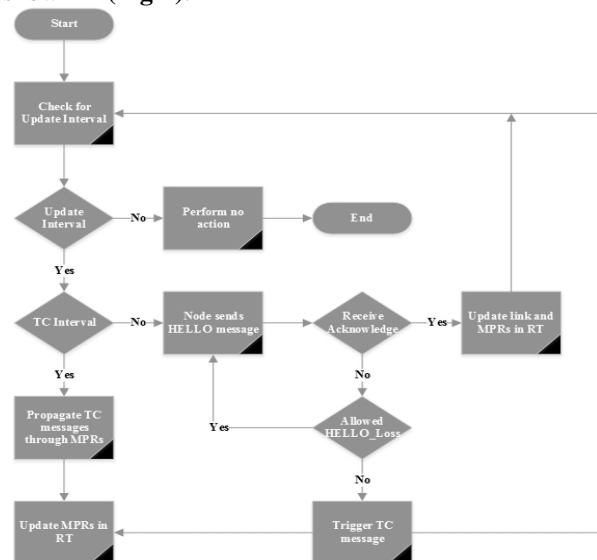 Start
Check for
Update Interval
Update
Interval
No
Perform no
action
End
Yes
TC Interval
No
Node sends
HELLO message
Receive
Acknowledge
Yes
Update link and
MPRs in RT
Yes
No
Propagate TC
messages
through MPRs
Yes
Allowed
HELLO_Loss
No
Update MPRs in
RT
Trigger TC
message